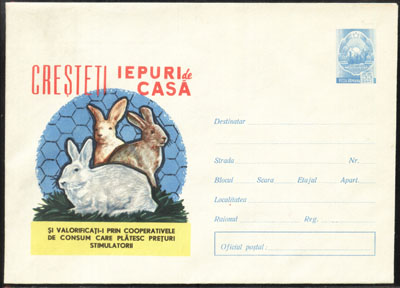 CREȘTEȚI IEPURI de
CASĂ
ȘI VALORIFICAȚI-I PRIN COOPERATIVELE
DE CONSUM CARE PLĂTESC PREȚURI
STIMULATORII
Destinatar
Strada Nr.
Blocul Scara Etajul Apart.
Localitatea
Raionul Reg.
Oficiul poștal: